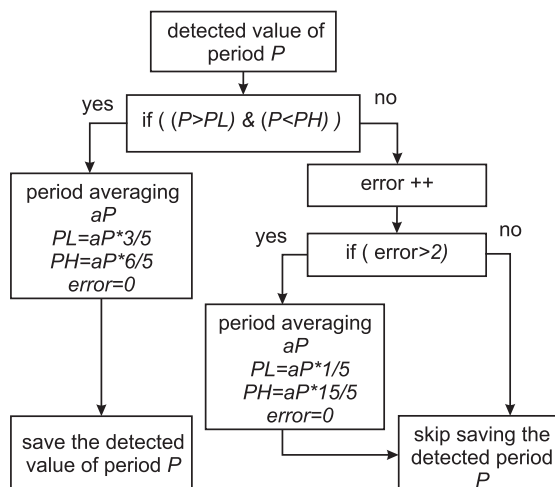 detected value of
period P
yes
no
if ( (P>PL) & (P<PH) )
period averaging
aP
PL=aP*3/5
PH=aP*6/5
error=0
error ++
yes
no
if ( error>2)
period averaging
aP
PL=aP*1/5
PH=aP*15/5
error=0
save the detected
value of period P
skip saving the
detected period
P